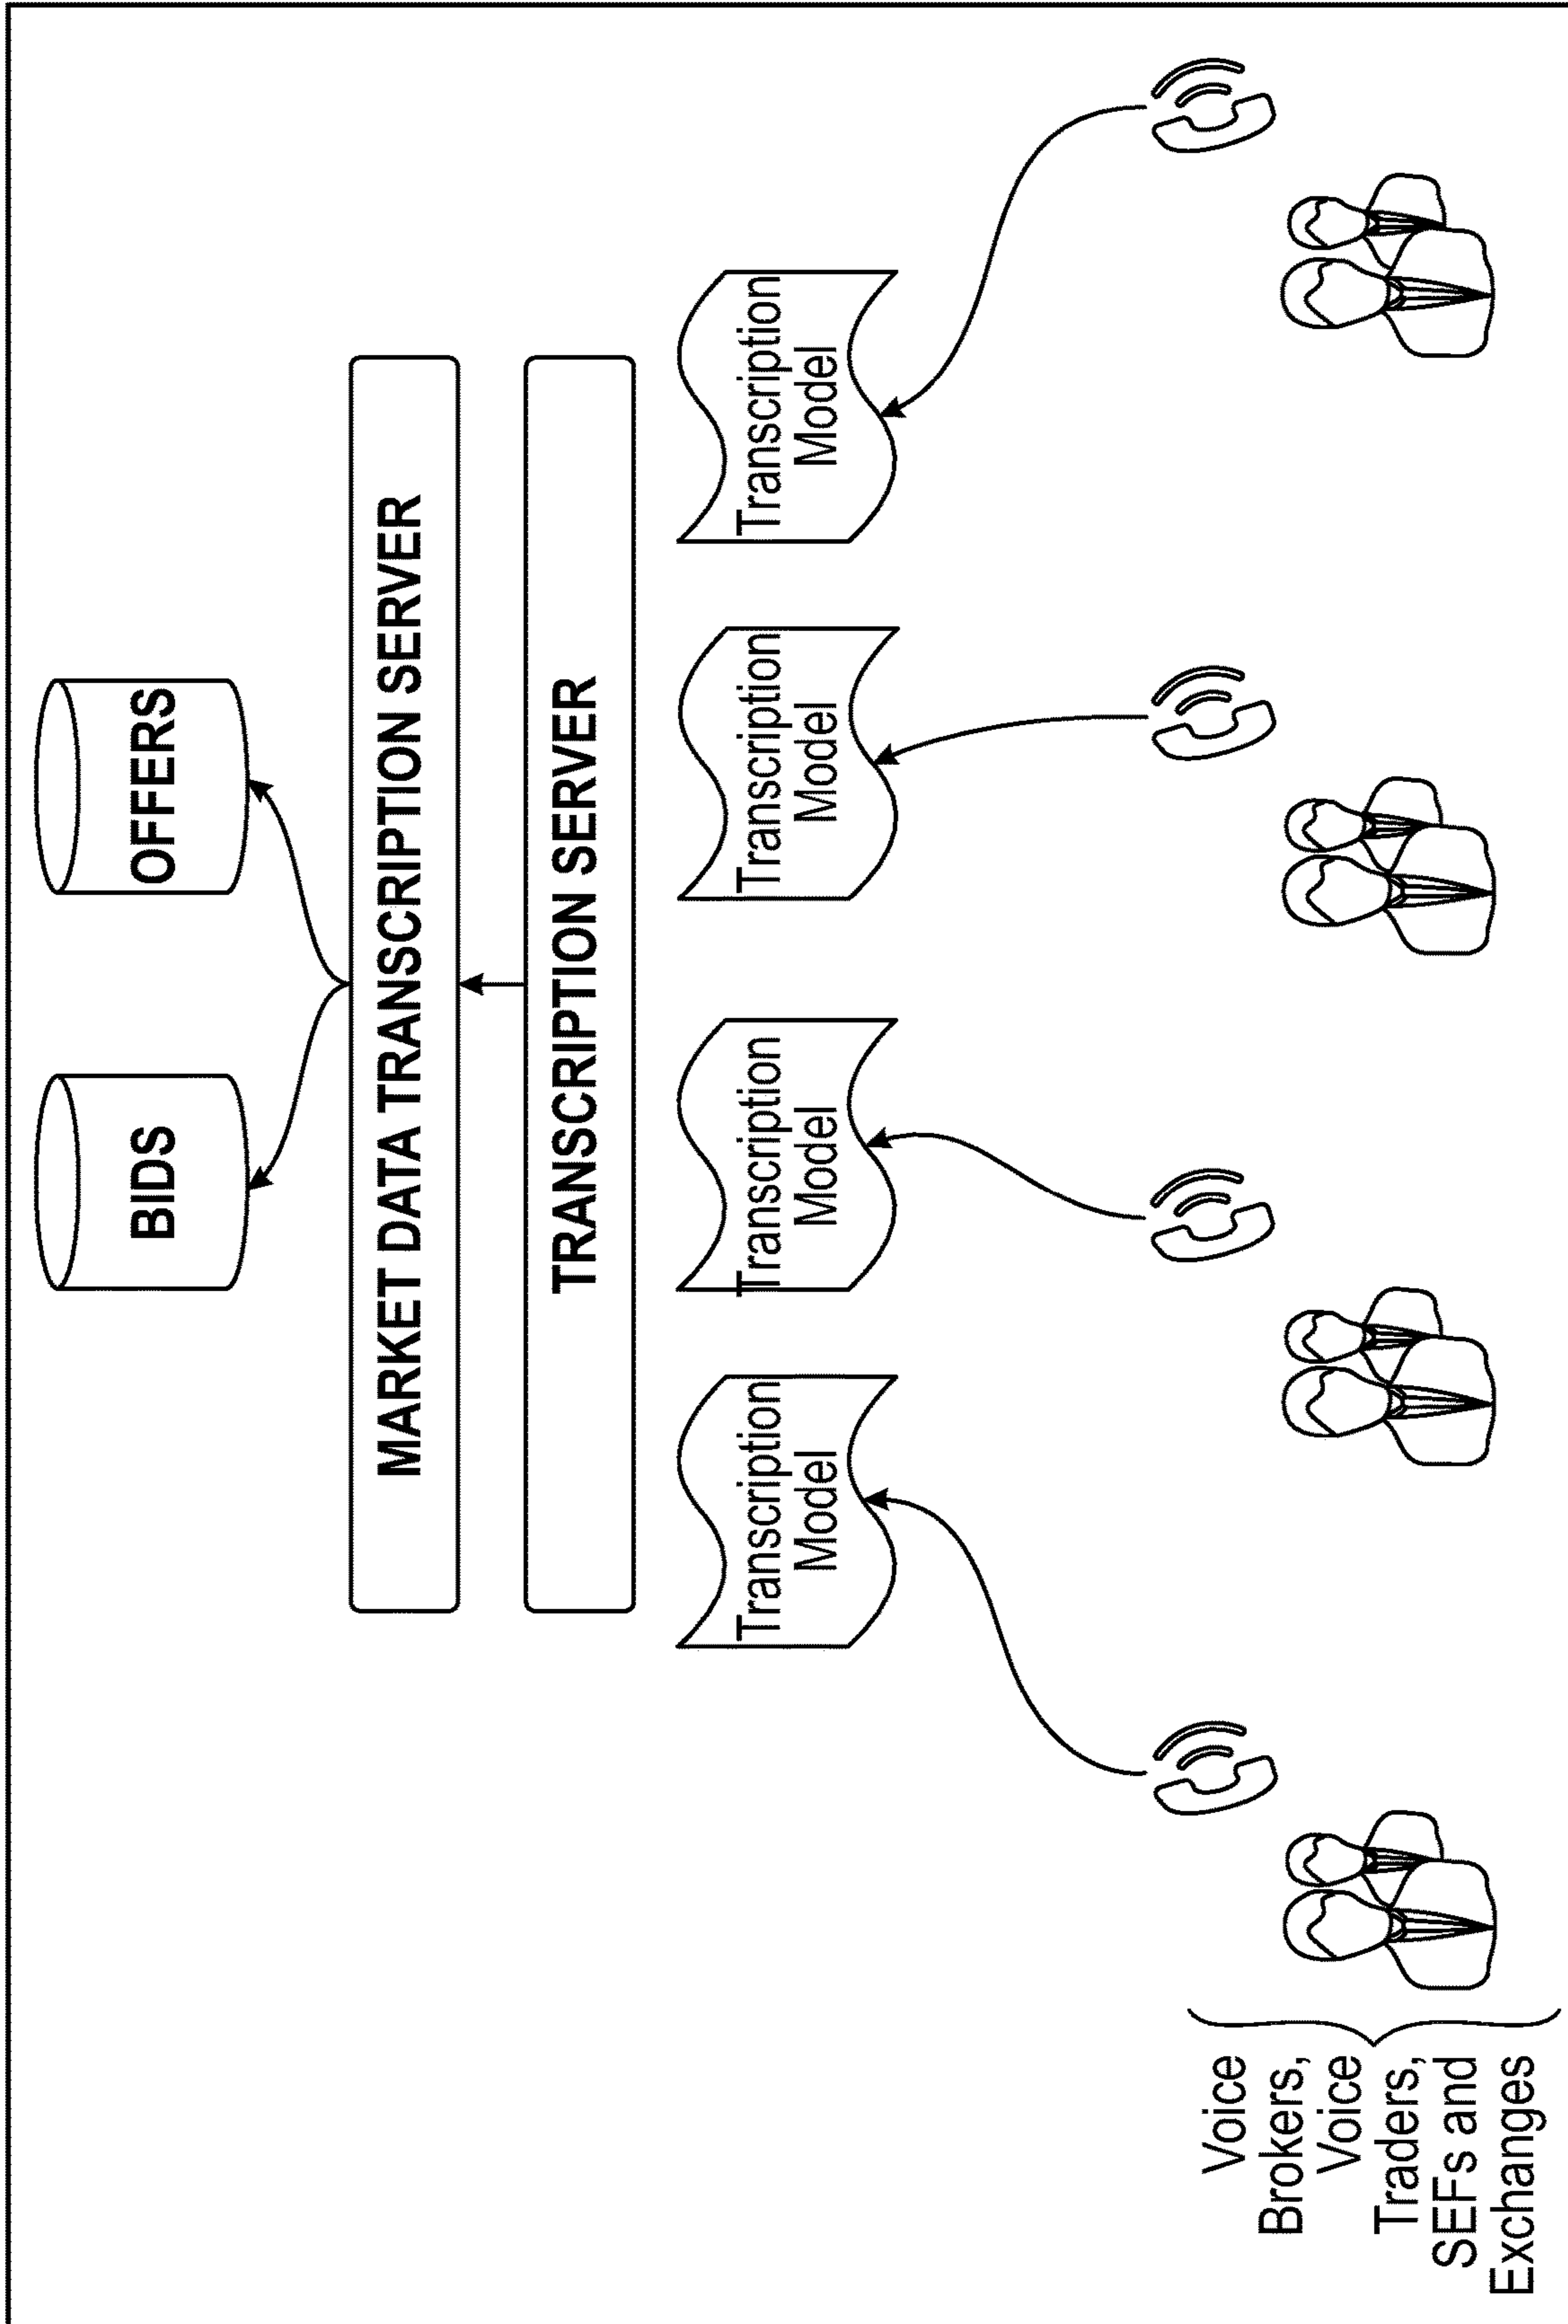 BIDS
OFFERS
MARKET DATA TRANSCRIPTION SERVER
TRANSCRIPTION SERVER
Transcription
Model
Transcription
Model
Transcription
Model
Transcription
Model
Voice
Brokers,
Voice
Traders,
SEFs and
Exchanges